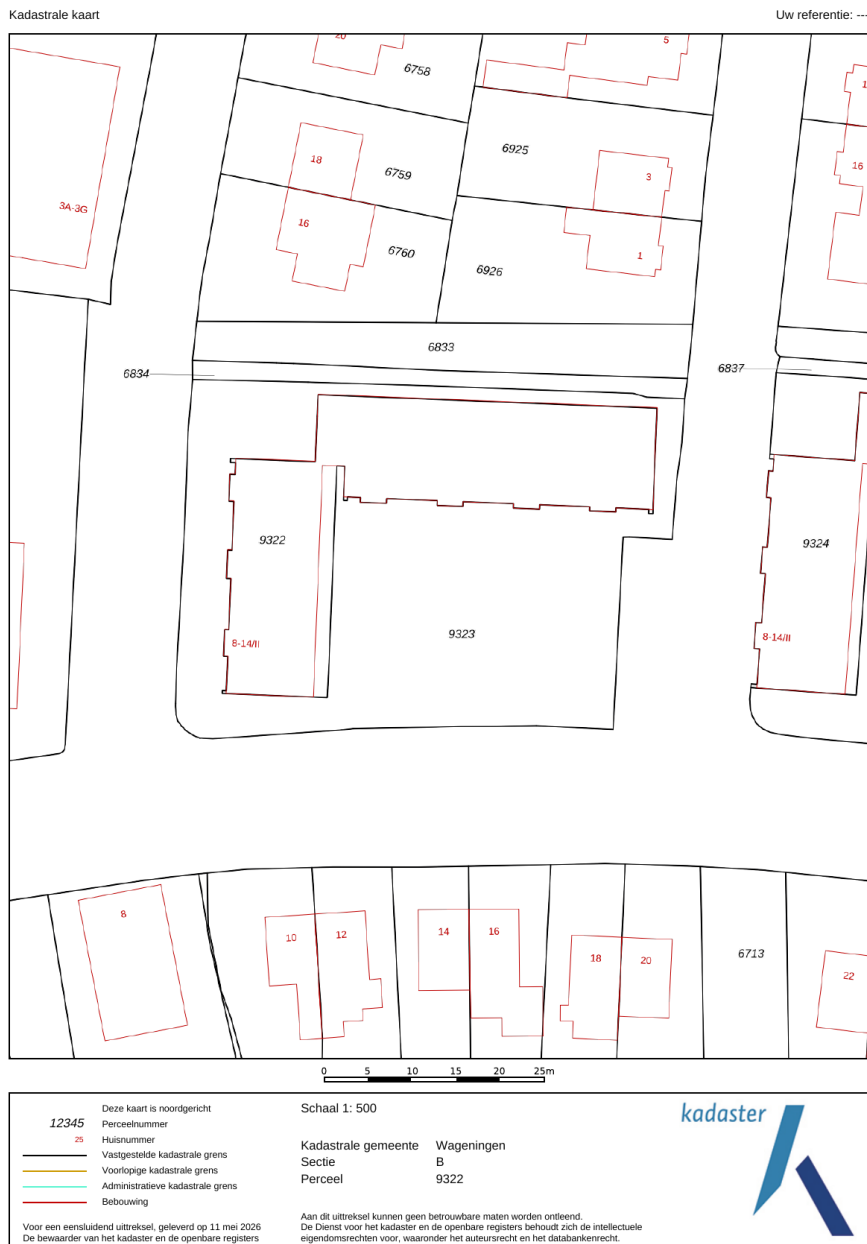 Kadastrale kaart
Uw referentie: ---
20
6758
5
18
6759
6925
3
16
3A-3G
16
6760
6926
1
6833
6834
6837
9322
9324
9323
8-14/II
8-14/II
8
10
12
14
16
18
20
6713
22
0 5 10 15 20 25m
12345
25
Deze kaart is noordgericht
Perceelnummer
Huisnummer
Vastgestelde kadastrale grens
Voorlopige kadastrale grens
Administratieve kadastrale grens
Bebouwing
Voor een eensluidend uittreksel, geleverd op 11 mei 2026
De bewaarder van het kadaster en de openbare registers
Schaal 1: 500
Kadastrale gemeente Wageningen
Sectie B
Perceel 9322
Aan dit uittreksel kunnen geen betrouwbare maten worden ontleend.
De Dienst voor het kadaster en de openbare registers behoudt zich de intellectuele
eigendomsrechten voor, waaronder het auteursrecht en het databankenrecht.
kadaster